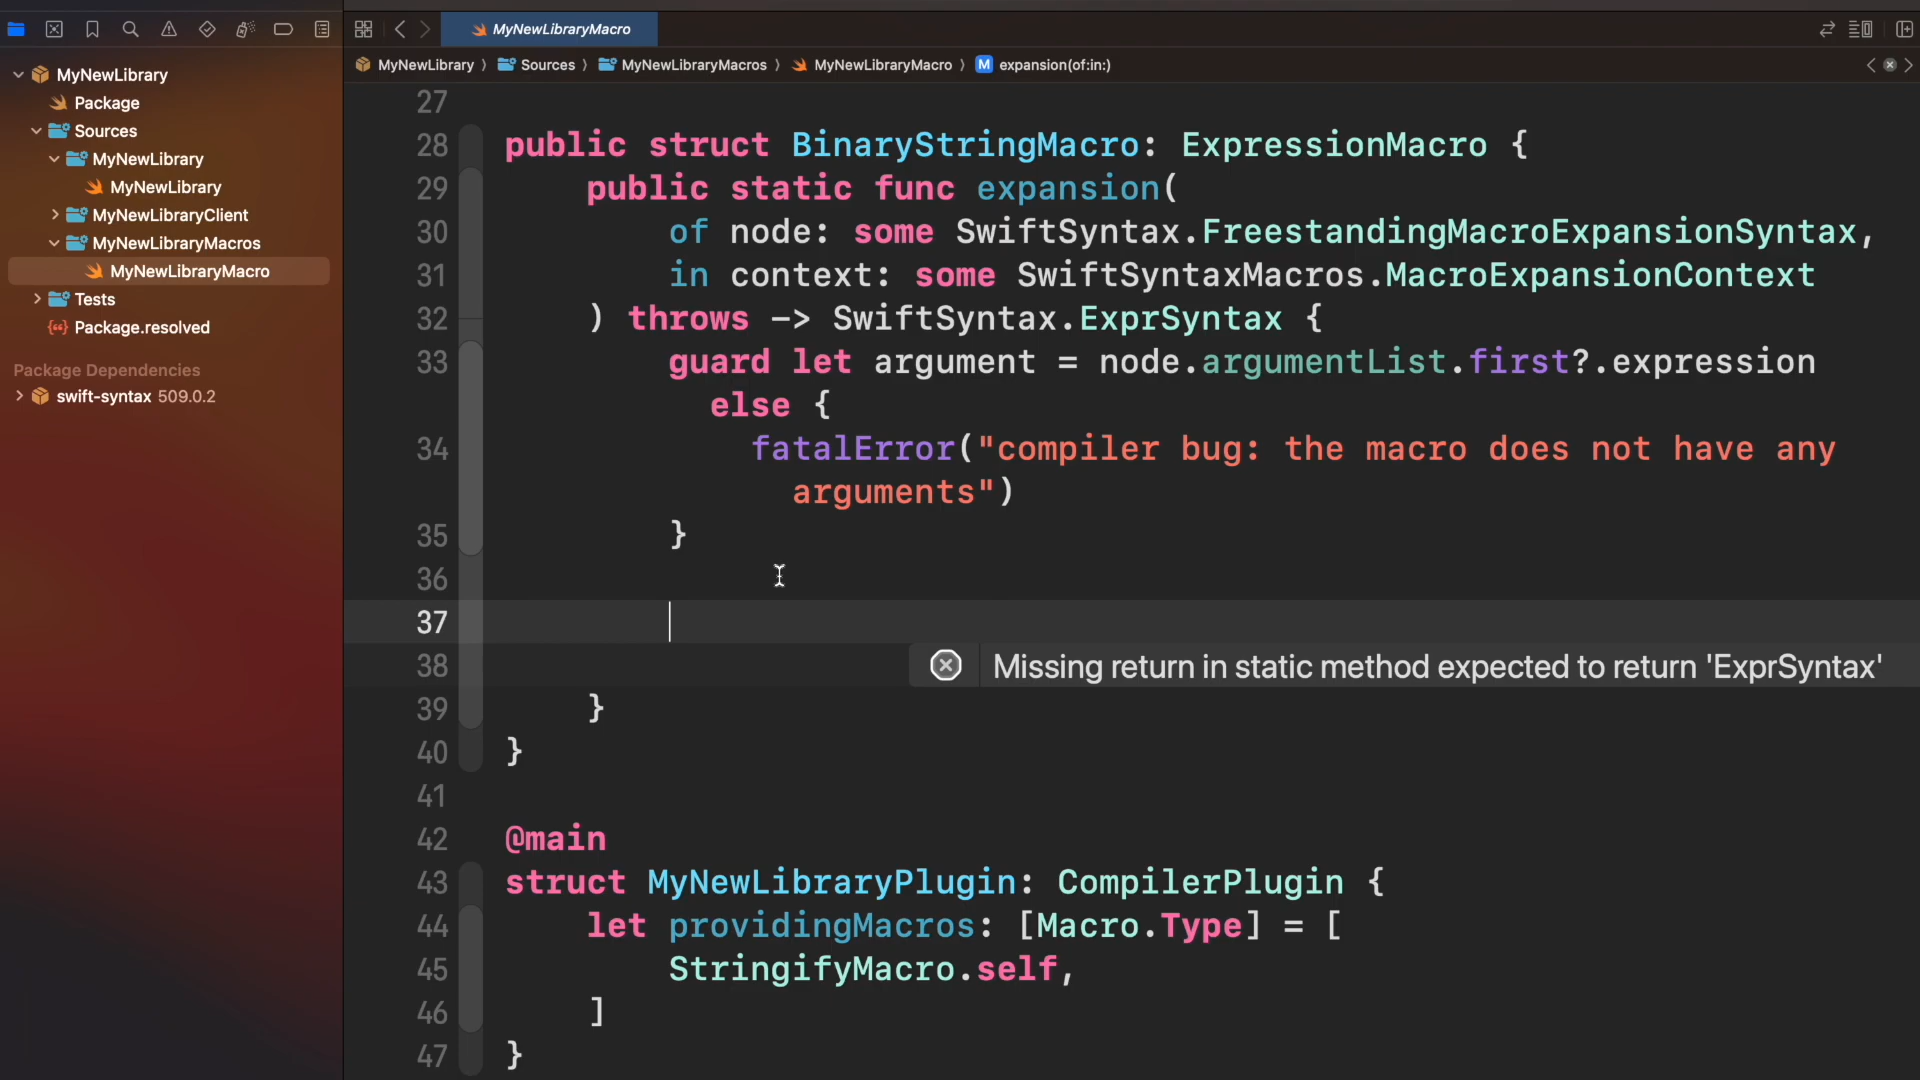 MyNewLibraryMacro
MyNewLibrary
Package
Sources
MyNewLibrary
MyNewLibrary
MyNewLibraryClient
MyNewLibraryMacros
MyNewLibraryMacro
Tests
Package.resolved
Package Dependencies
swift-syntax 509.0.2
MyNewLibrary 〉 Sources 〉 MyNewLibraryMacros 〉 MyNewLibraryMacro 〉 M expansion(of:in:)
27
28 public struct BinaryStringMacro: ExpressionMacro {
29 public static func expansion(
30 of node: some SwiftSyntax.FreestandingMacroExpansionSyntax,
31 in context: some SwiftSyntaxMacros.MacroExpansionContext
32 ) throws -> SwiftSyntax.ExprSyntax {
33 guard let argument = node.argumentList.first?.expression
else {
34 fatalError("compiler bug: the macro does not have any
arguments")
35 }
36
37
38 Missing return in static method expected to return 'ExprSyntax'
39 }
40 }
41
42 @main
43 struct MyNewLibraryPlugin: CompilerPlugin {
44 let providingMacros: [Macro.Type] = [
45 StringifyMacro.self,
46 ]
47 }